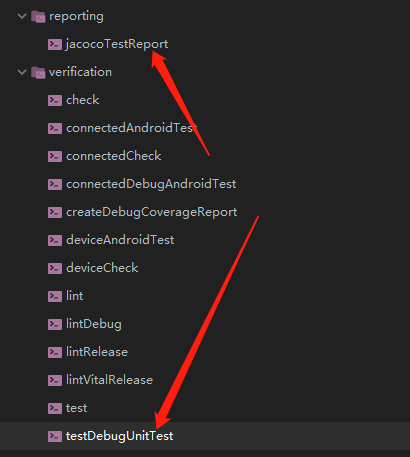 reporting
jacocoTestReport
verification
check
connectedAndroidTest
connectedCheck
connectedDebugAndroidTest
createDebugCoverageReport
deviceAndroidTest
deviceCheck
lint
lintDebug
lintRelease
lintVitalRelease
test
testDebugUnitTest